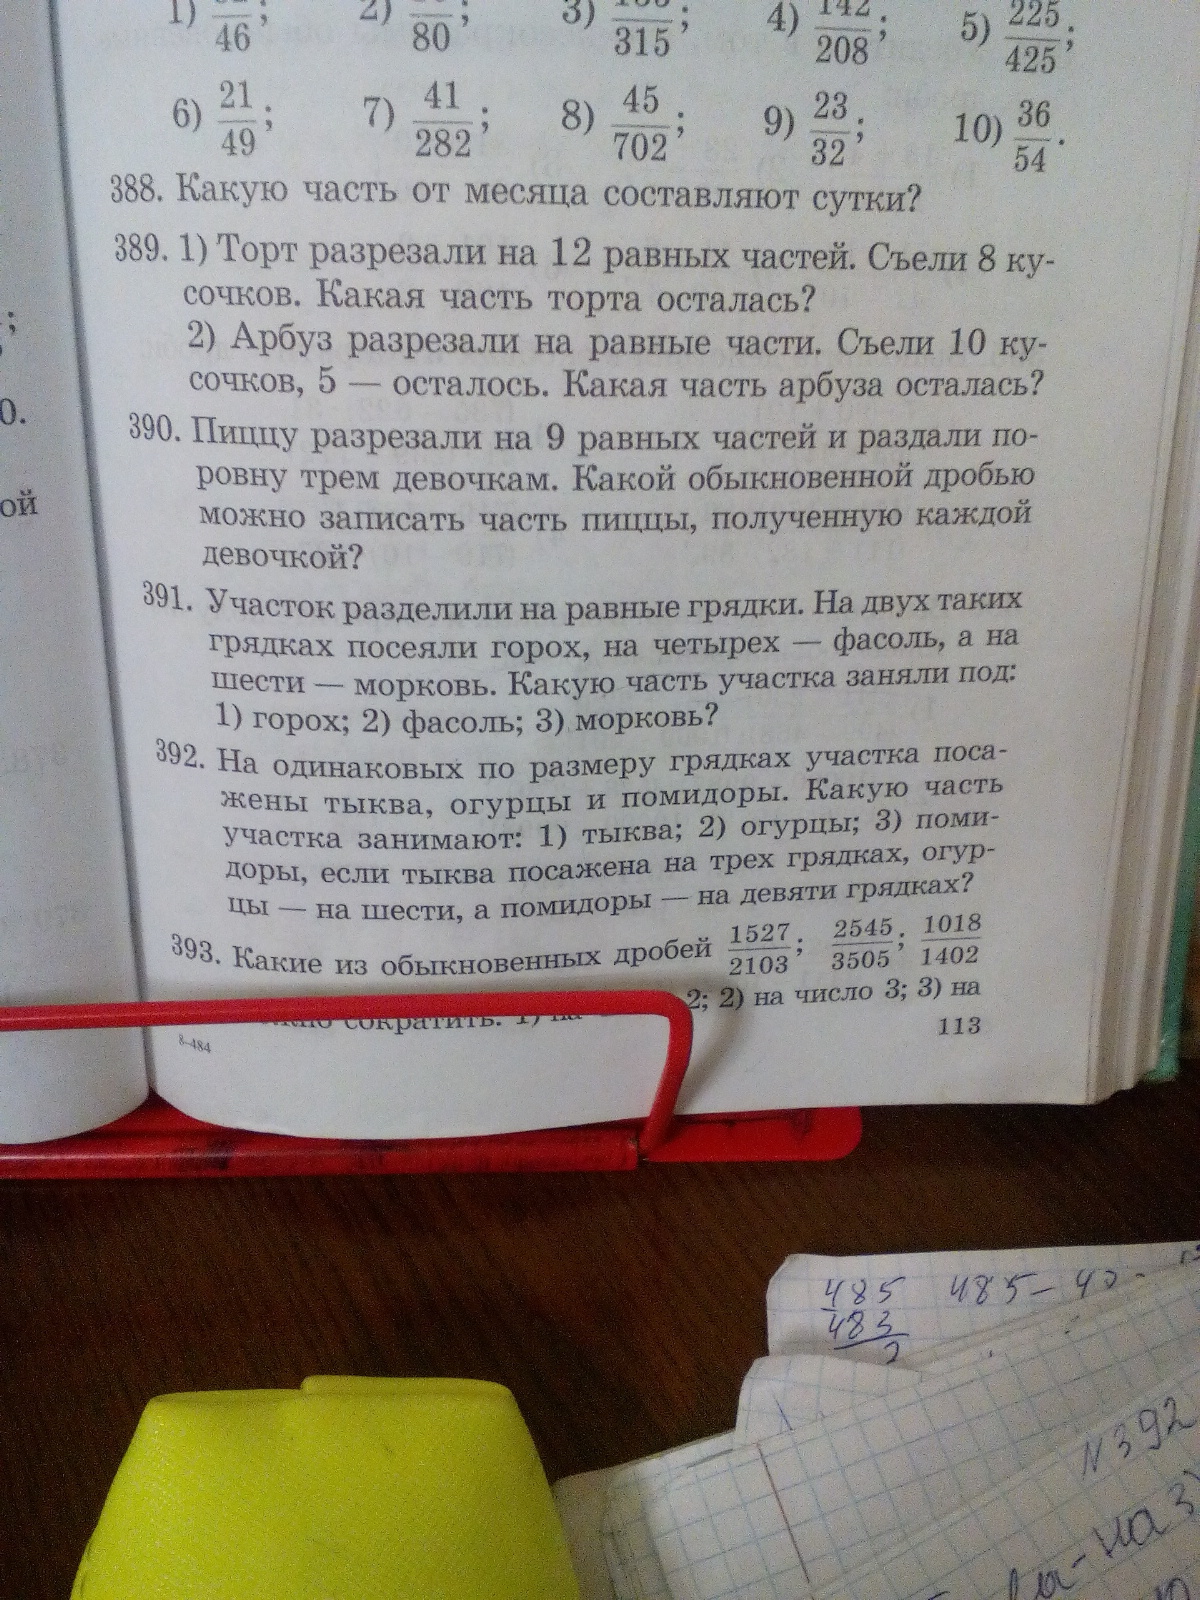 1) /46; 2) /80; 3) /315; 4) 142/208; 5) 225/425;
6) 21/49; 7) 41/282; 8) 45/702; 9) 23/32; 10) 36/54.
388. Какую часть от месяца составляют сутки?
389. 1) Торт разрезали на 12 равных частей. Съели 8 ку-
сочков. Какая часть торта осталась?
2) Арбуз разрезали на равные части. Съели 10 ку-
сочков, 5 — осталось. Какая часть арбуза осталась?
390. Пиццу разрезали на 9 равных частей и раздали по-
ровну трем девочкам. Какой обыкновенной дробью
можно записать часть пиццы, полученную каждой
девочкой?
391. Участок разделили на равные грядки. На двух таких
грядках посеяли горох, на четырех — фасоль, а на
шести — морковь. Какую часть участка заняли под:
1) горох; 2) фасоль; 3) морковь?
392. На одинаковых по размеру грядках участка поса-
жены тыква, огурцы и помидоры. Какую часть
участка занимают: 1) тыква; 2) огурцы; 3) поми-
доры, если тыква посажена на трех грядках, огур-
цы — на шести, а помидоры — на девяти грядках?
393. Какие из обыкновенных дробей 1527/2103; 2545/3505; 1018/1402
сократить: 1) на 2; 2) на число 3; 3) на
113
8–484
;
0.
ой
485 485 –
483
2
N 392
на 3